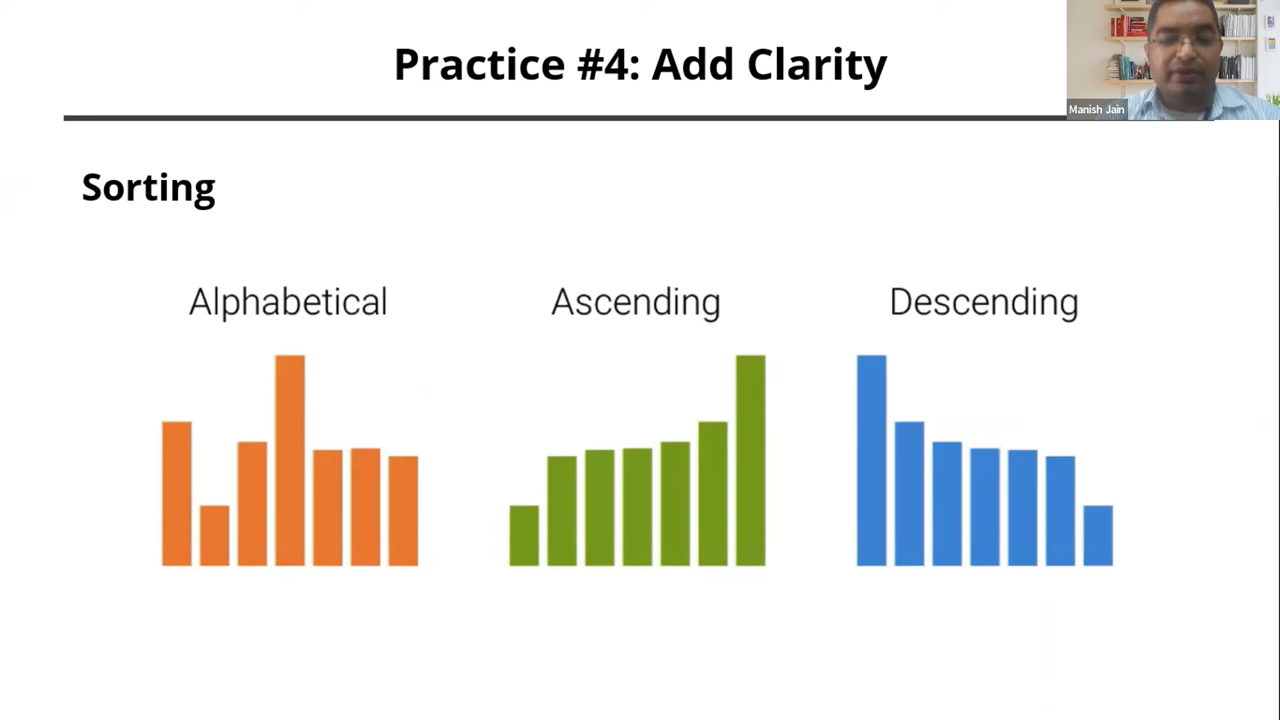 Practice #4: Add Clarity
Manish Jain
Sorting
Alphabetical
Ascending
Descending